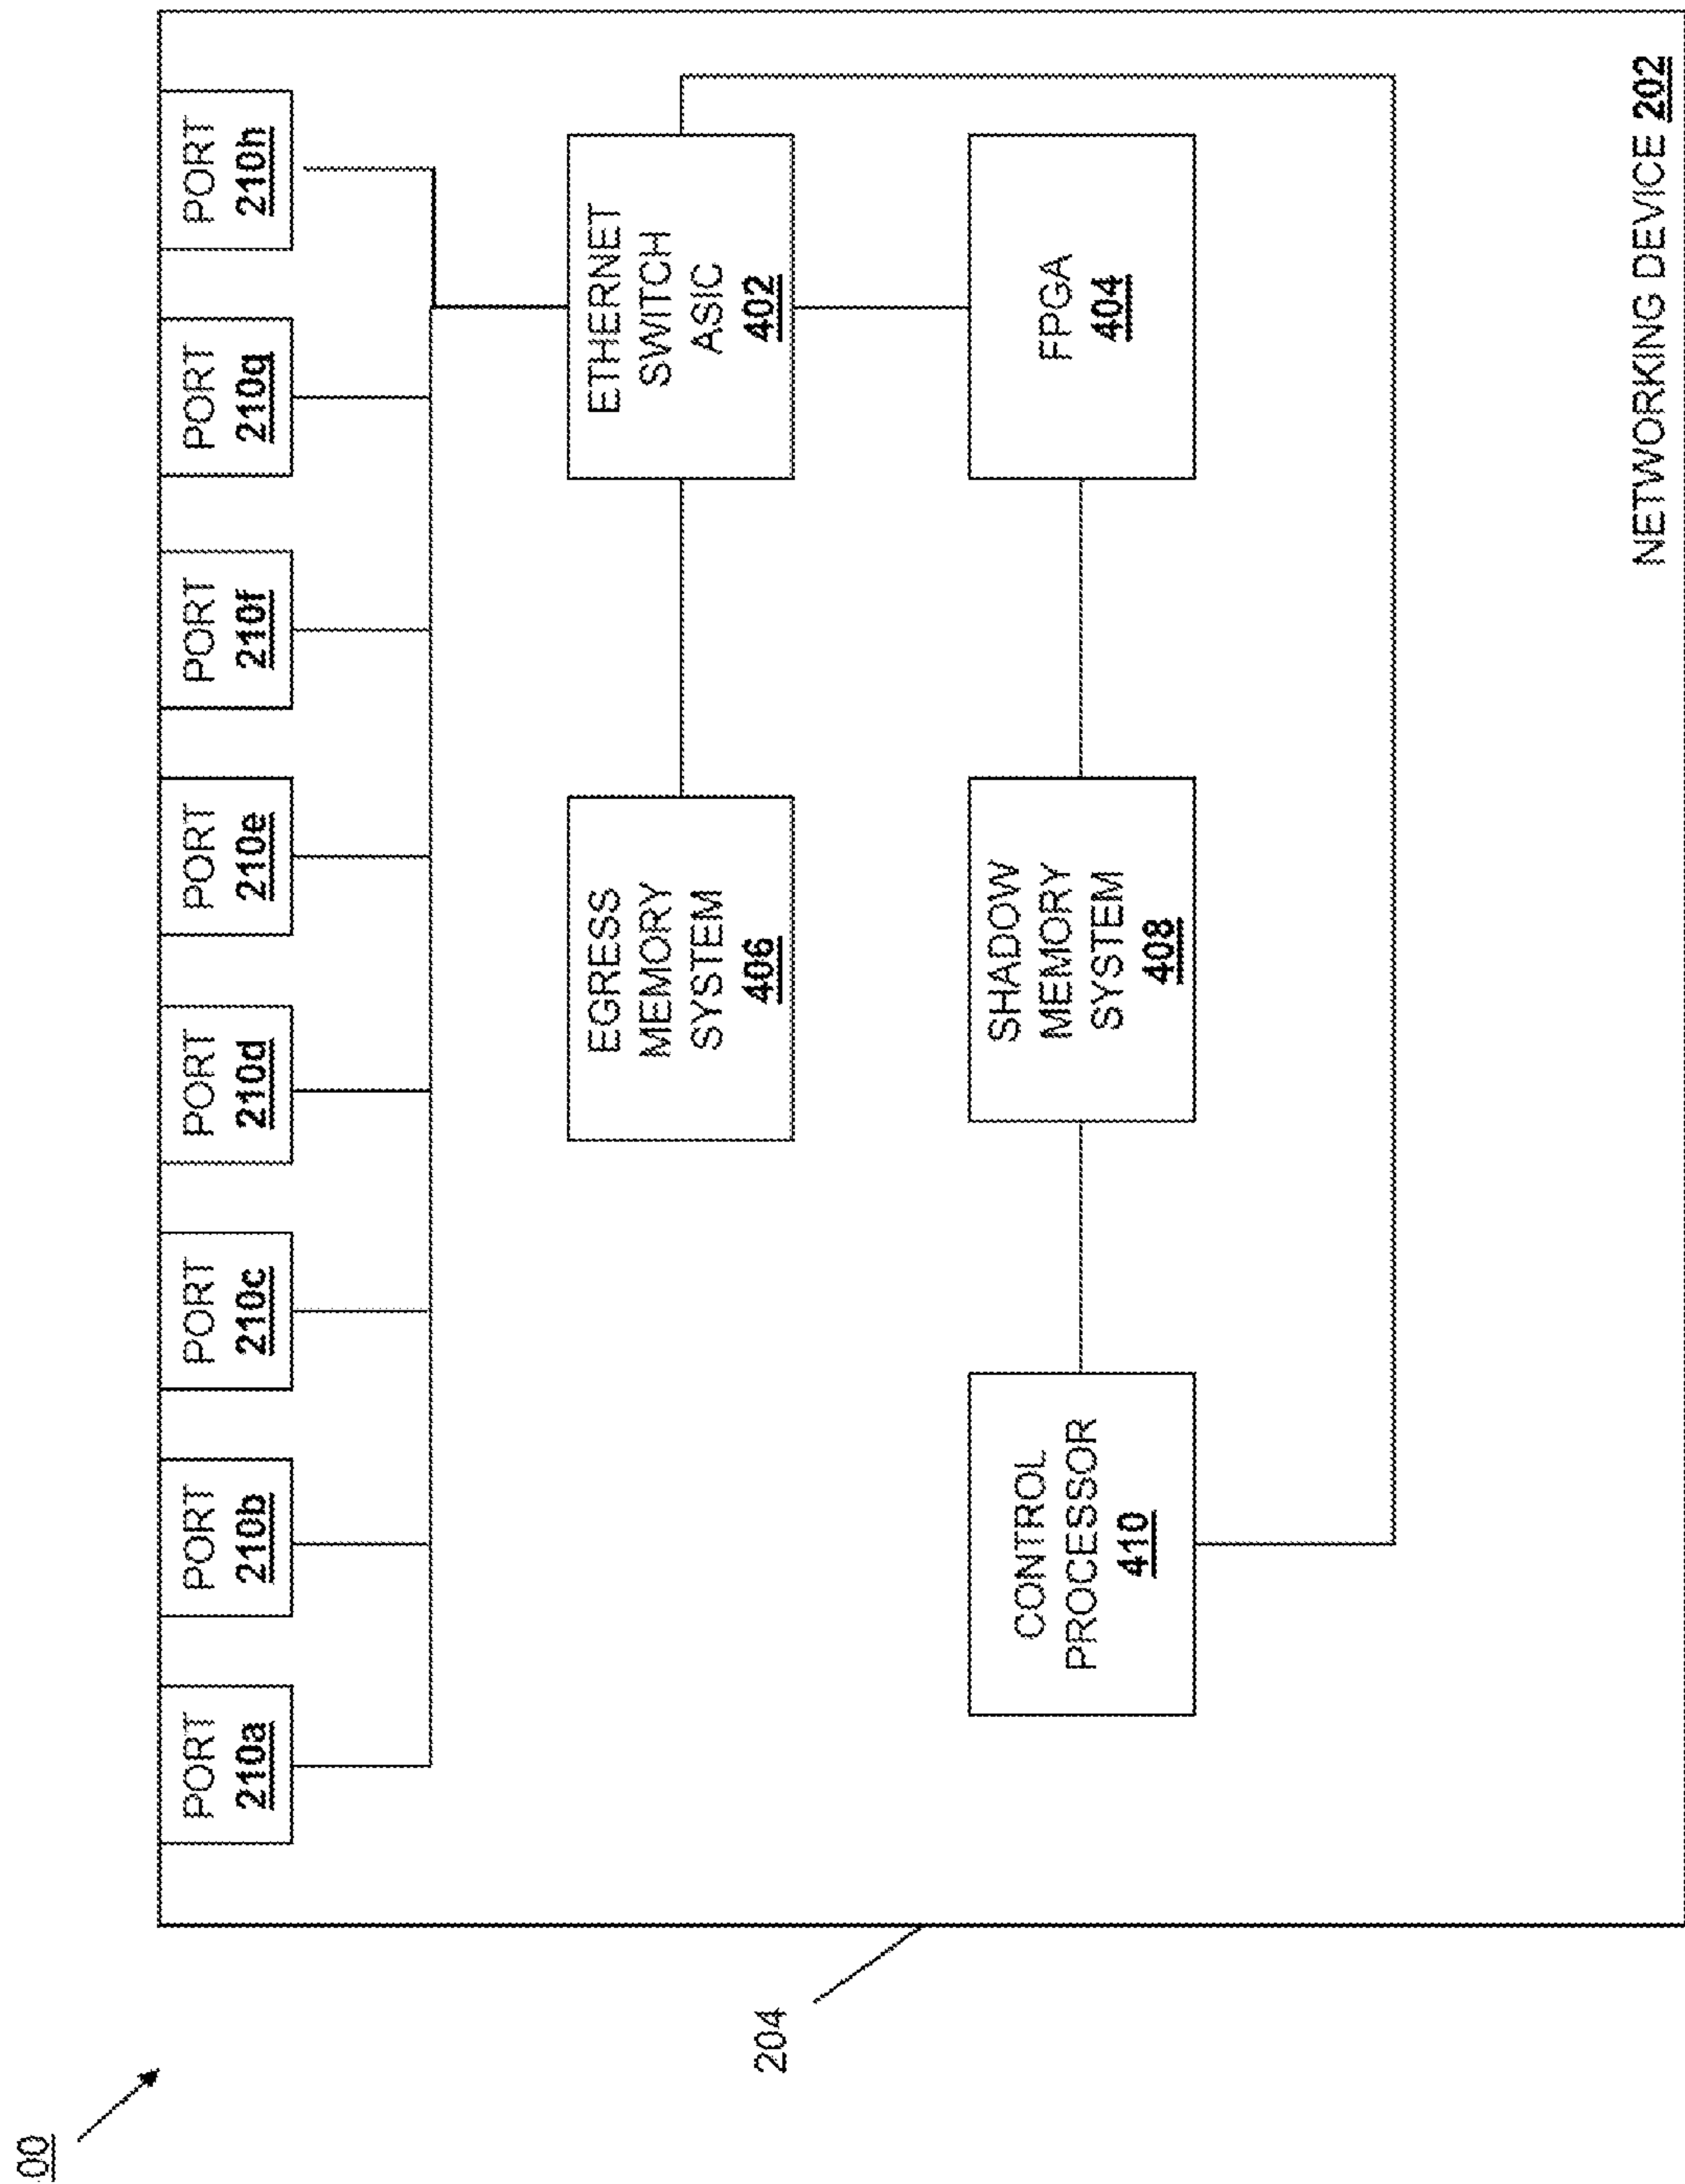 00
204
PORT
210a
PORT
210b
PORT
210c
PORT
210d
PORT
210e
PORT
210f
PORT
210g
PORT
210h
EGRESS
MEMORY
SYSTEM
406
ETHERNET
SWITCH
ASIC
402
CONTROL
PROCESSOR
410
SHADOW
MEMORY
SYSTEM
408
FPGA
404
NETWORKING DEVICE 202